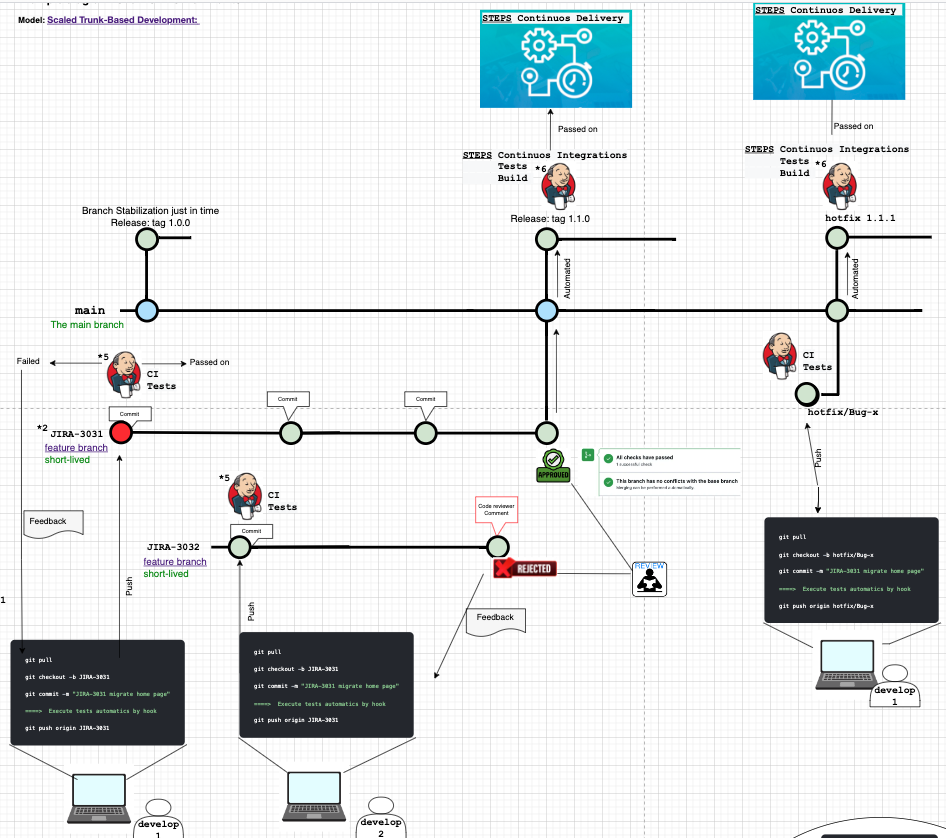 Model: Scaled Trunk-Based Development:
STEPS Continuos Delivery
STEPS Continuos Delivery
Passed on
Passed on
STEPS Continuos Integrations
Tests
Build
*6
STEPS Continuos Integrations
Tests
Build
*6
Branch Stabilization just in time
Release: tag 1.0.0
Release: tag 1.1.0
hotfix 1.1.1
Automated
Automated
main
The main branch
Failed
*5
Passed on
CI
Tests
CI
Tests
Commit
Commit
Commit
hotfix/Bug-x
*2
JIRA-3031
feature branch
short-lived
Push
APPROVED
All checks have passed
1 successful check
This branch has no conflicts with the base branch
Merging can be performed automatically.
*5
CI
Tests
Code reviewer
Comment
Feedback
Commit
JIRA-3032
feature branch
short-lived
REJECTED
REVIEW
git pull
git checkout -b hotfix/Bug-x
git commit -m "JIRA-3031 migrate home page"
====> Execute tests automatics by hook
git push origin hotfix/Bug-x
1
Push
Push
Feedback
git pull
git checkout -b JIRA-3031
git commit -m "JIRA-3031 migrate home page"
====> Execute tests automatics by hook
git push origin JIRA-3031
git pull
git checkout -b JIRA-3031
git commit -m "JIRA-3031 migrate home page"
====> Execute tests automatics by hook
git push origin JIRA-3031
develop
1
develop
1
develop
2